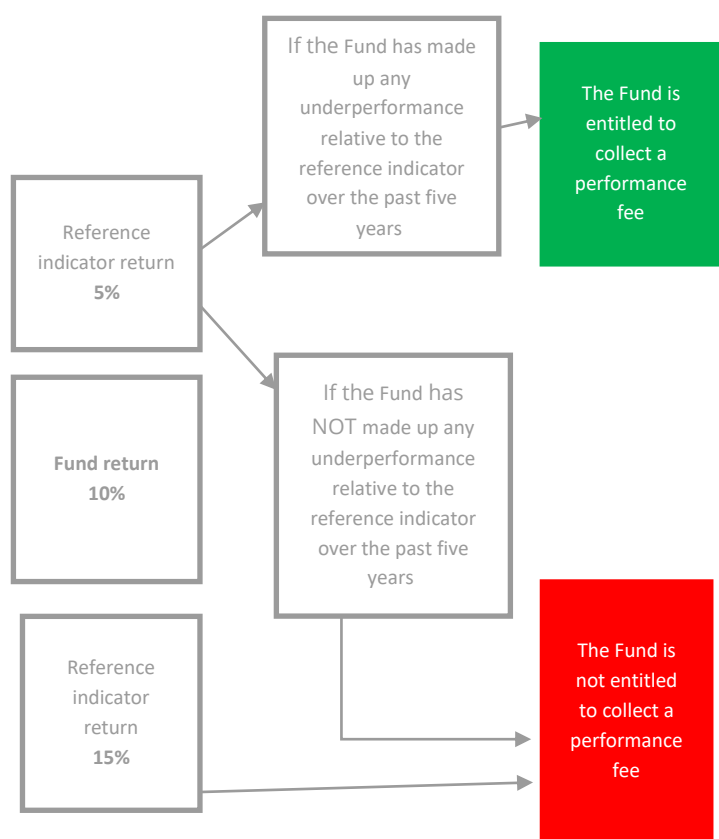 If the Fund has made
up any
underperformance
relative to the
reference indicator
over the past five
years
The Fund is
entitled to
collect a
performance
fee
Reference
indicator return
5%
If the Fund has
NOT made up any
underperformance
relative to the
reference indicator
over the past five
years
Fund return
10%
Reference
indicator
return
15%
The Fund is
not entitled
to collect a
performance
fee